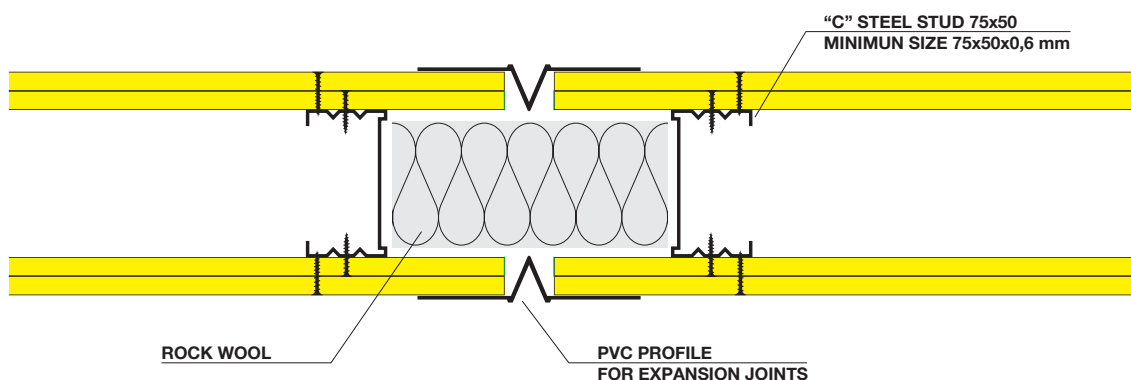 “C” STEEL STUD 75x50
MINIMUN SIZE 75x50x0,6 mm
ROCK WOOL
PVC PROFILE
FOR EXPANSION JOINTS